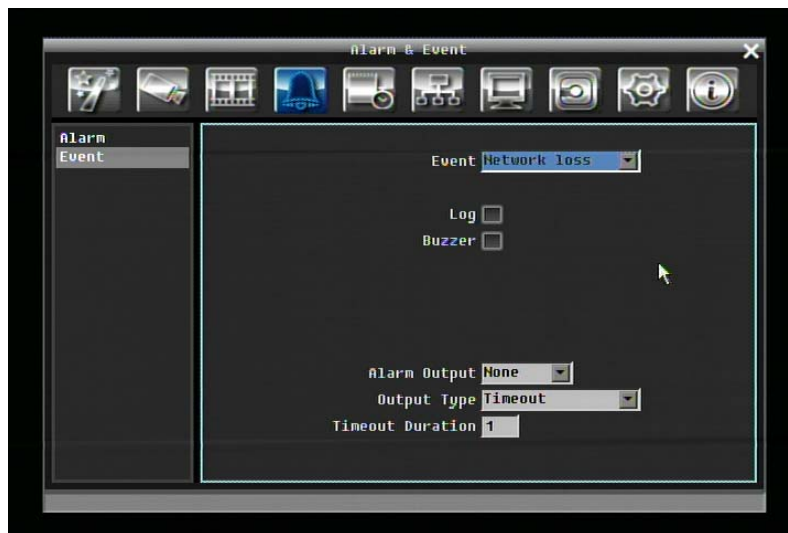 Alarm & Event
Alarm
Event
Event Network loss
Log
Buzzer
Alarm Output None
Output Type Timeout
Timeout Duration 1